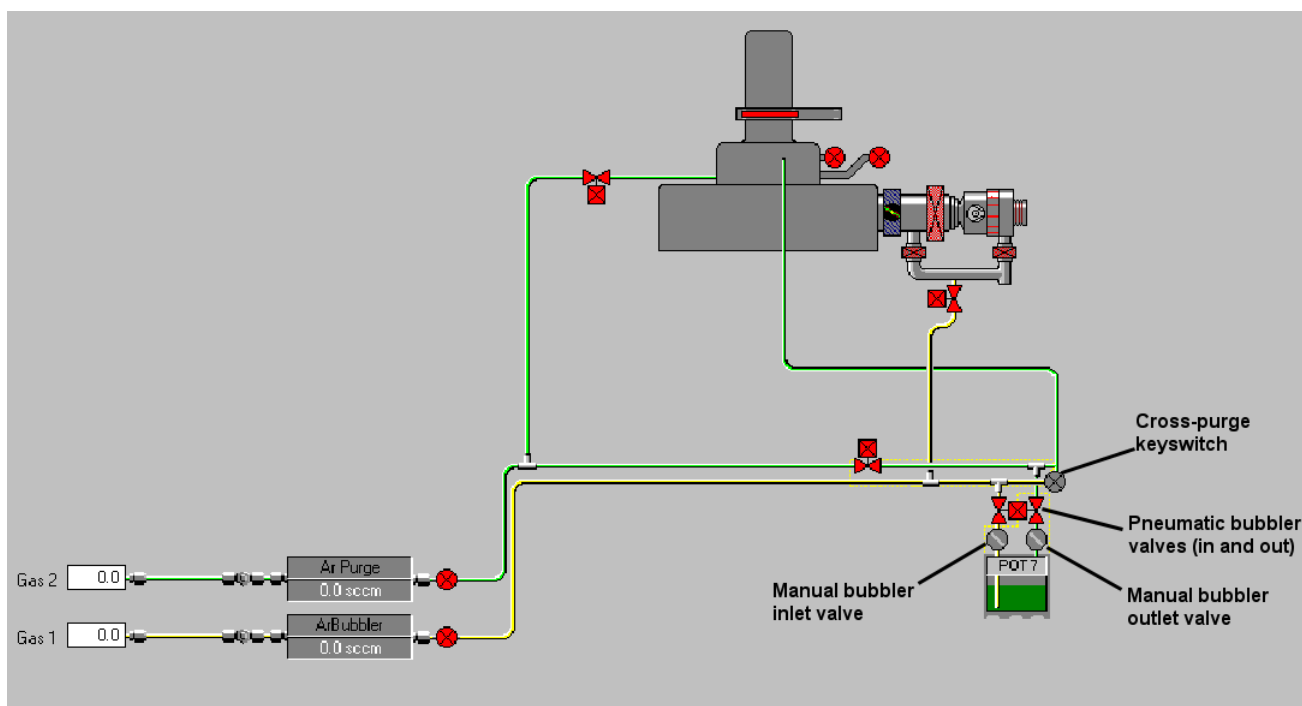 Cross-purge
keyswitch
Pneumatic bubbler
valves (in and out)
Manual bubbler
inlet valve
POT 7
Manual bubbler
outlet valve
Gas 2 0.0
Ar Purge
0.0 sccm
Gas 1 0.0
ArBubbler
0.0 sccm